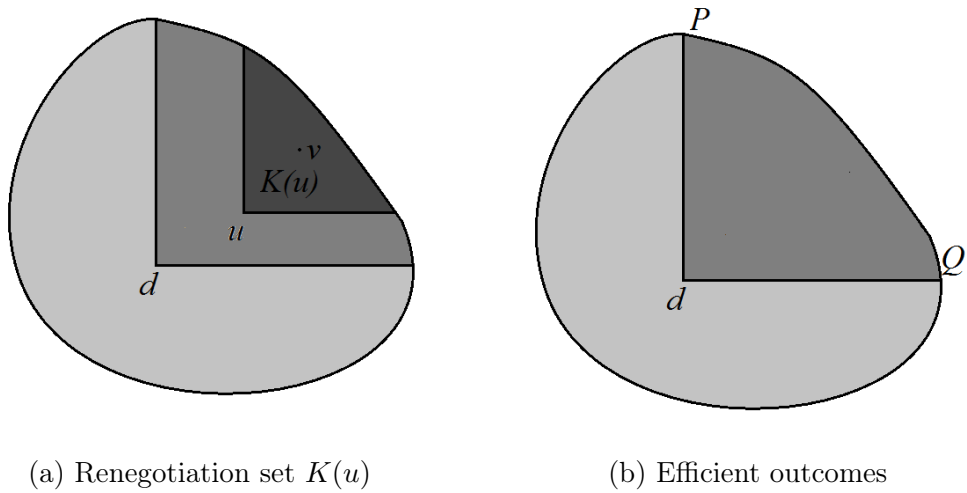 v
K(u)
u
d
P
Q
d
(a) Renegotiation set K(u)
(b) Efficient outcomes